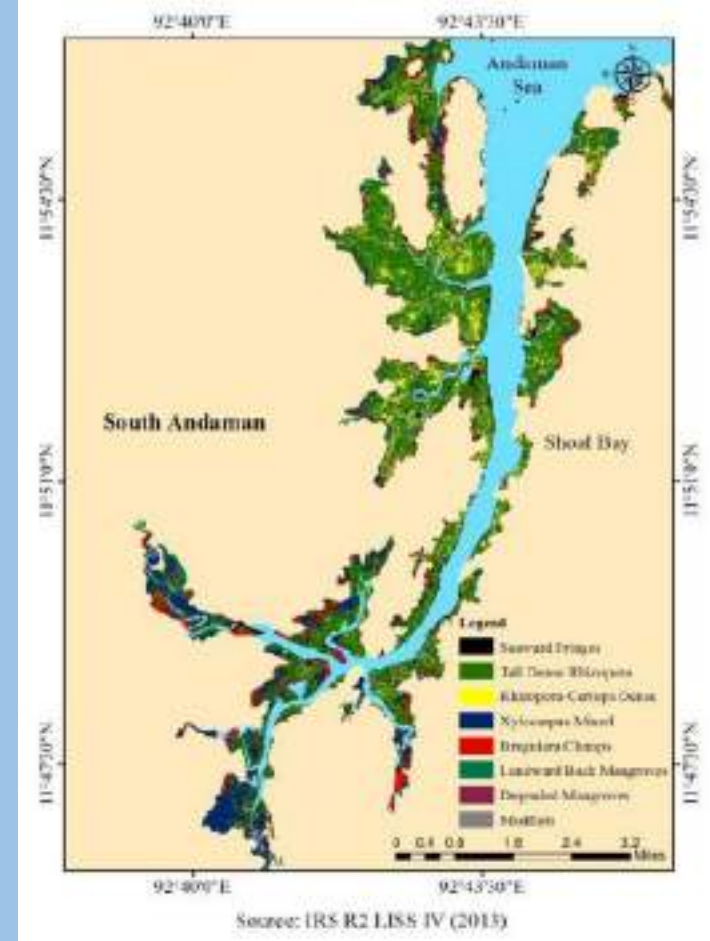 92°40'0"E 92°43'30"E
Andaman
Sea
N
11°54'30"N 11°54'30"N
South Andaman
Shoal Bay
11°51'0"N 11°51'0"N
Legend
Seaward Fringes
Tall Dense Rhizopora
Rhizopora-Ceriops Dense
Xylocarpus Mixed
Bruguiera Clumps
Landward Back Mangroves
Degraded Mangroves
Mudflats
11°47'30"N 11°47'30"N
0 0.4 0.8 1.6 2.4 3.2
Miles
92°40'0"E 92°43'30"E
Source: IRS R2 LISS IV (2013)